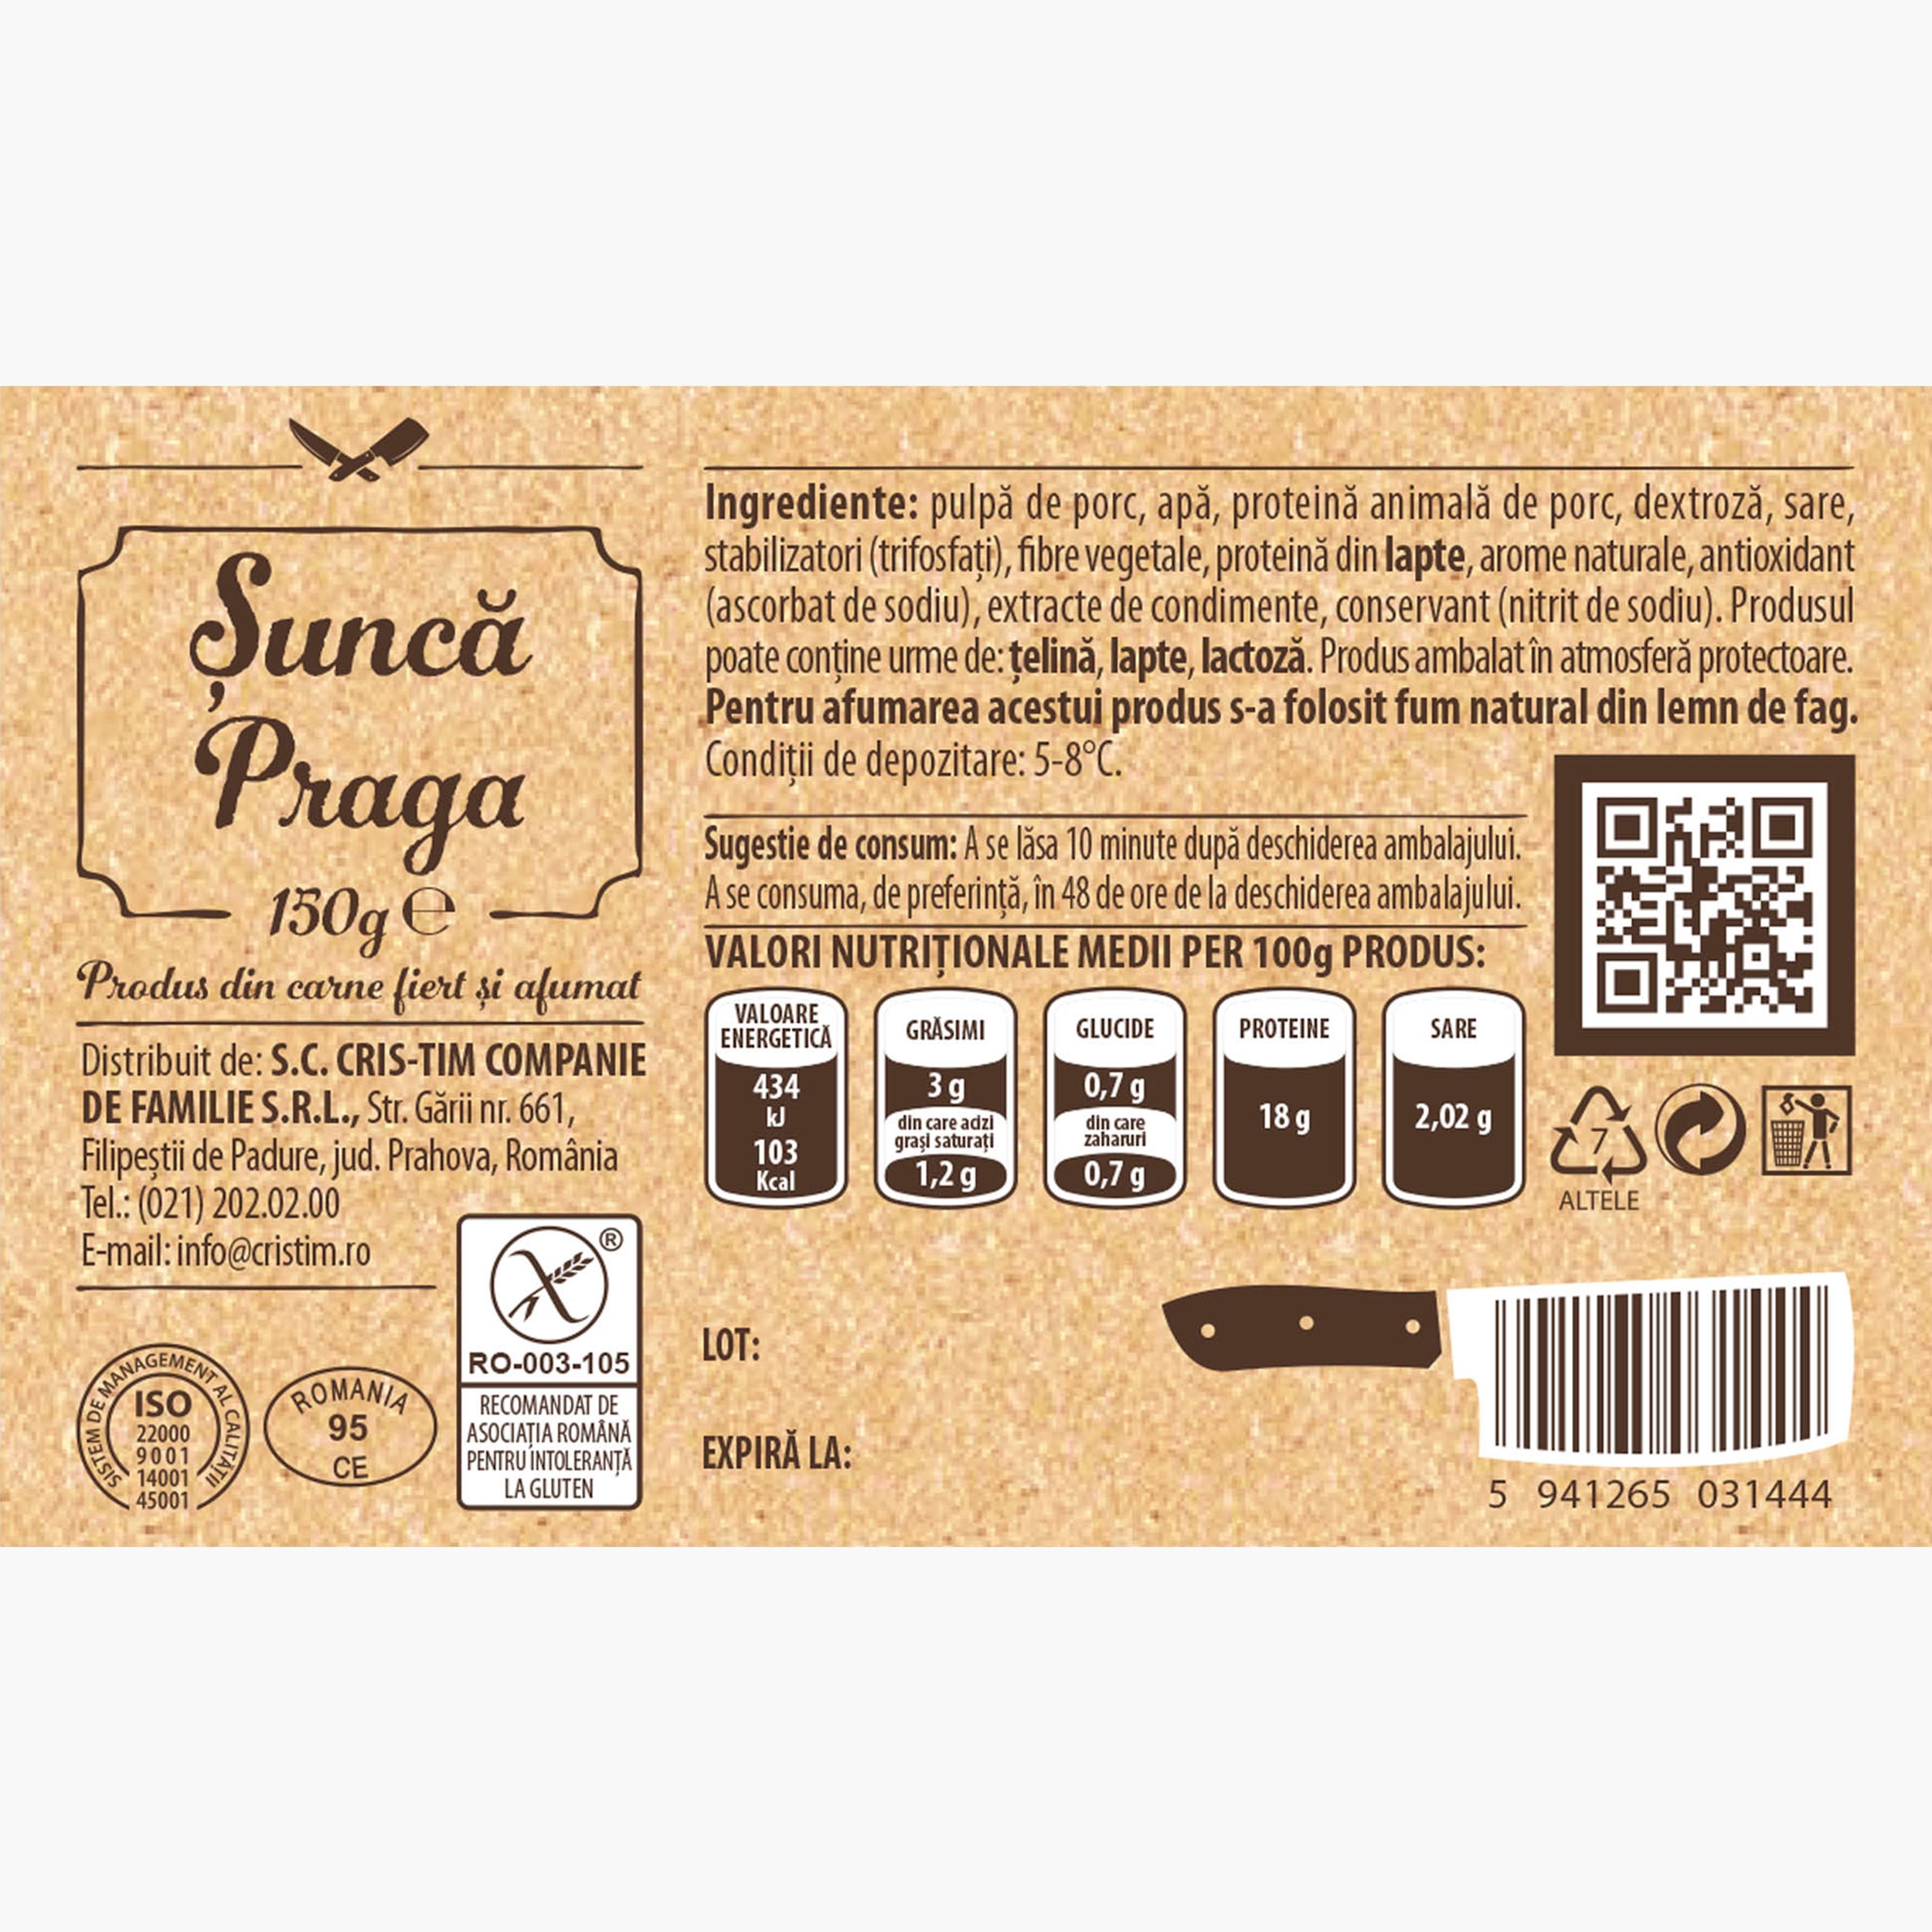 Șuncă
Praga
150g ℮
Produs din carne fiert și afumat
Distribuit de: S.C. CRIS-TIM COMPANIE
DE FAMILIE S.R.L., Str. Gării nr. 661,
Filipeștii de Padure, jud. Prahova, România
Tel.: (021) 202.02.00
E-mail: info@cristim.ro
SISTEM DE MANAGEMENT AL CALITĂȚII
ISO
22000
9001
14001
45001
ROMANIA
95
CE
®
RO-003-105
RECOMANDAT DE
ASOCIAȚIA ROMÂNĂ
PENTRU INTOLERANȚĂ
LA GLUTEN
Ingrediente: pulpă de porc, apă, proteină animală de porc, dextroză, sare,
stabilizatori (trifosfați), fibre vegetale, proteină din lapte, arome naturale, antioxidant
(ascorbat de sodiu), extracte de condimente, conservant (nitrit de sodiu). Produsul
poate conține urme de: țelină, lapte, lactoză. Produs ambalat în atmosferă protectoare.
Pentru afumarea acestui produs s-a folosit fum natural din lemn de fag.
Condiții de depozitare: 5-8°C.
Sugestie de consum: A se lăsa 10 minute după deschiderea ambalajului.
A se consuma, de preferință, în 48 de ore de la deschiderea ambalajului.
VALORI NUTRIȚIONALE MEDII PER 100g PRODUS:
VALOARE
ENERGETICĂ
434
kJ
103
Kcal
GRĂSIMI
3 g
din care acizi
grași saturați
1,2 g
GLUCIDE
0,7 g
din care
zaharuri
0,7 g
PROTEINE
18 g
SARE
2,02 g
7
ALTELE
LOT:
EXPIRĂ LA:
5 941265 031444